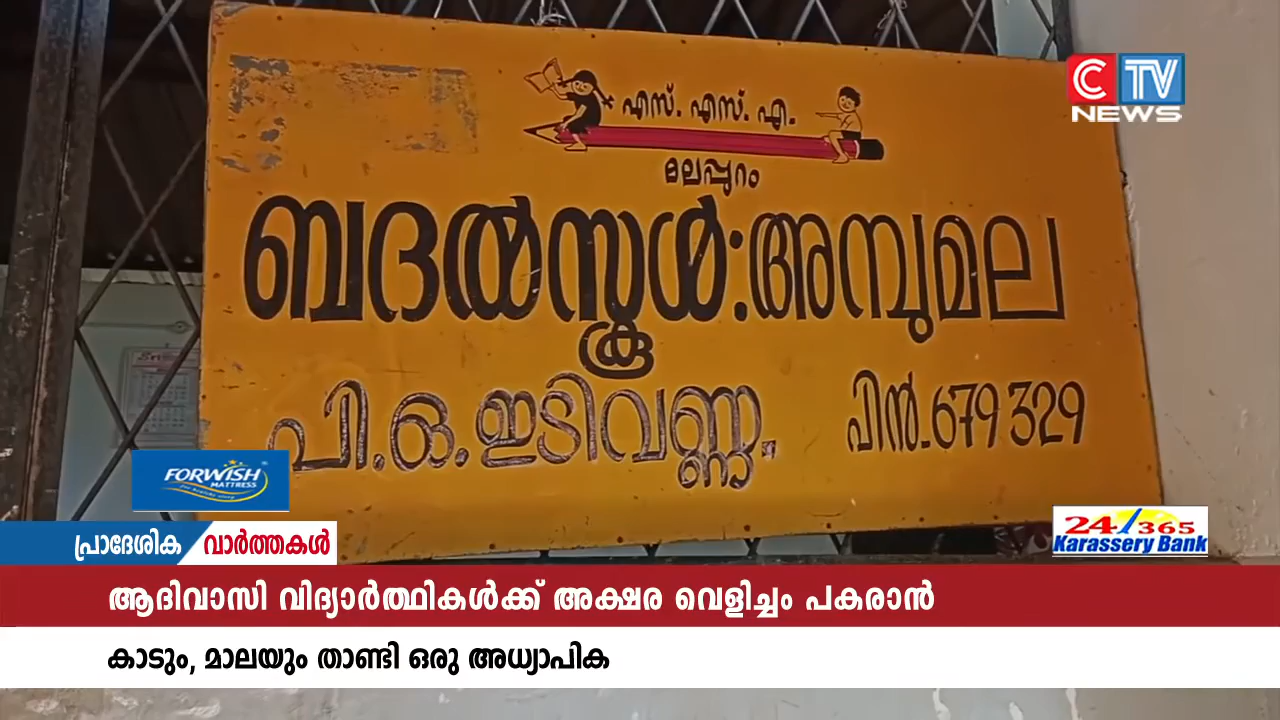 എസ്. എസ്. എ.
മലപ്പുറം
ബദൽസ്കൂൾ: അമ്പുമല
പി.ഒ. ഇടിവണ്ണ. പിൻ. 679 329
CTV
NEWS
FORWISH
MATTRESS
24/365
Karassery Bank
പ്രാദേശിക വാർത്തകൾ
ആദിവാസി വിദ്യാർത്ഥികൾക്ക് അക്ഷര വെളിച്ചം പകരാൻ
കാടും, മാലയും താണ്ടി ഒരു അധ്യാപിക